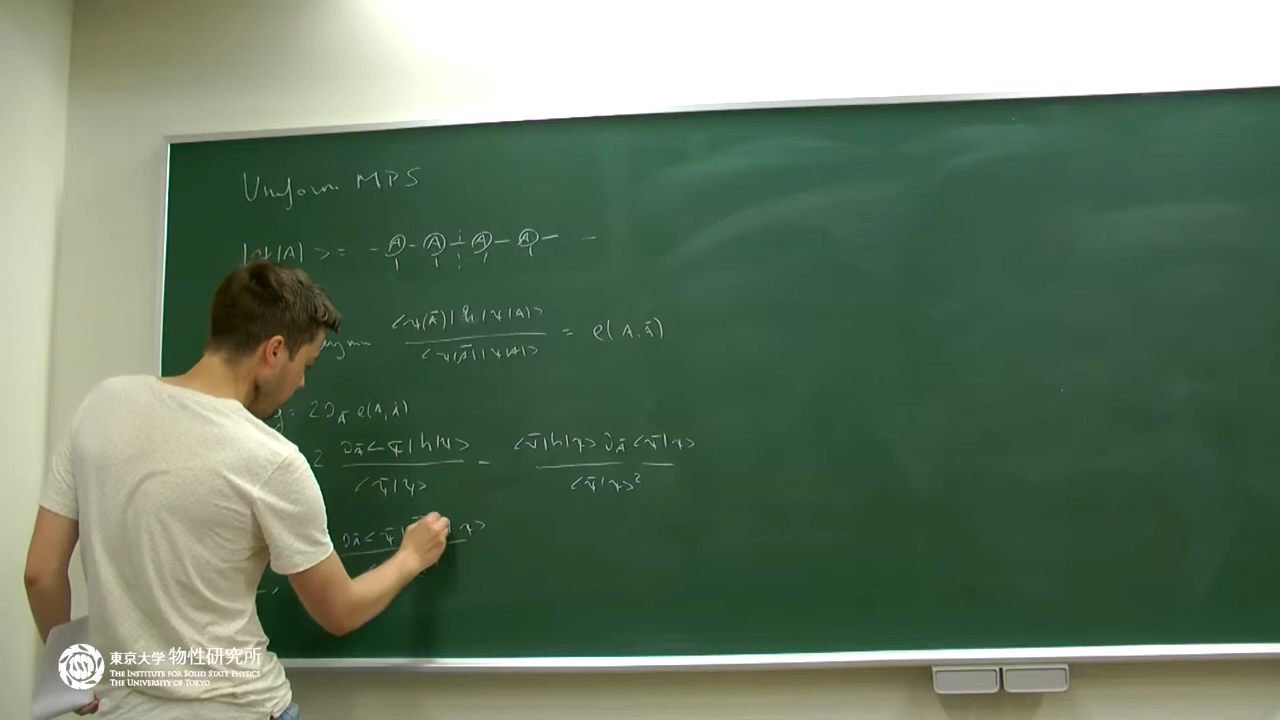 Uniform MPS
|ψ(A)> = - A - A - A - A - -
<ψ(Ā)| h |ψ(A)>
= e(A,Ā)
<ψ(Ā)|ψ(A)>
g = 2∂_Ā e(A,Ā)
2 ∂_Ā<ψ̄|h|ψ> - <ψ̄|h|ψ> ∂_Ā<ψ̄|ψ>
<ψ̄|ψ> <ψ̄|ψ>²
∂_Ā<ψ̄| |ψ>
東京大学 物性研究所
THE INSTITUTE FOR SOLID STATE PHYSICS
THE UNIVERSITY OF TOKYO